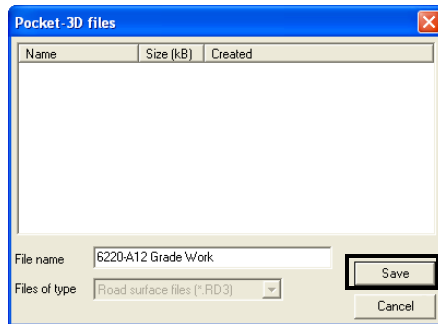 Pocket-3D files
Name Size (kB) Created
File name 6220-A12 Grade Work
Save
Files of type Road surface files (*.RD3)
Cancel